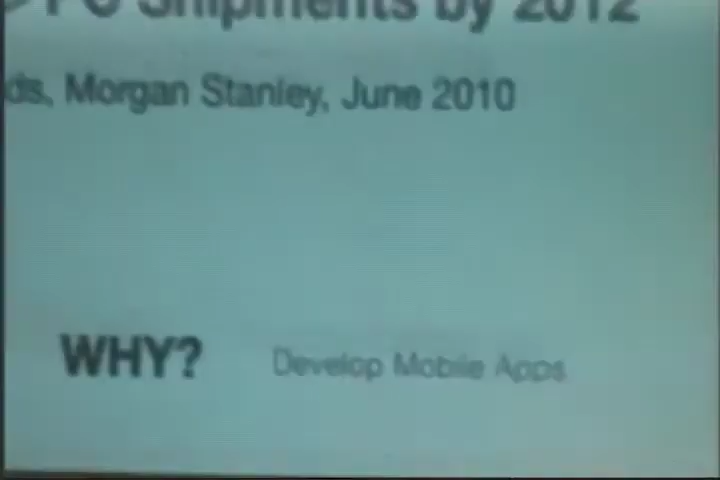 > PC Shipments by 2012
ds, Morgan Stanley, June 2010
WHY? Develop Mobile Apps